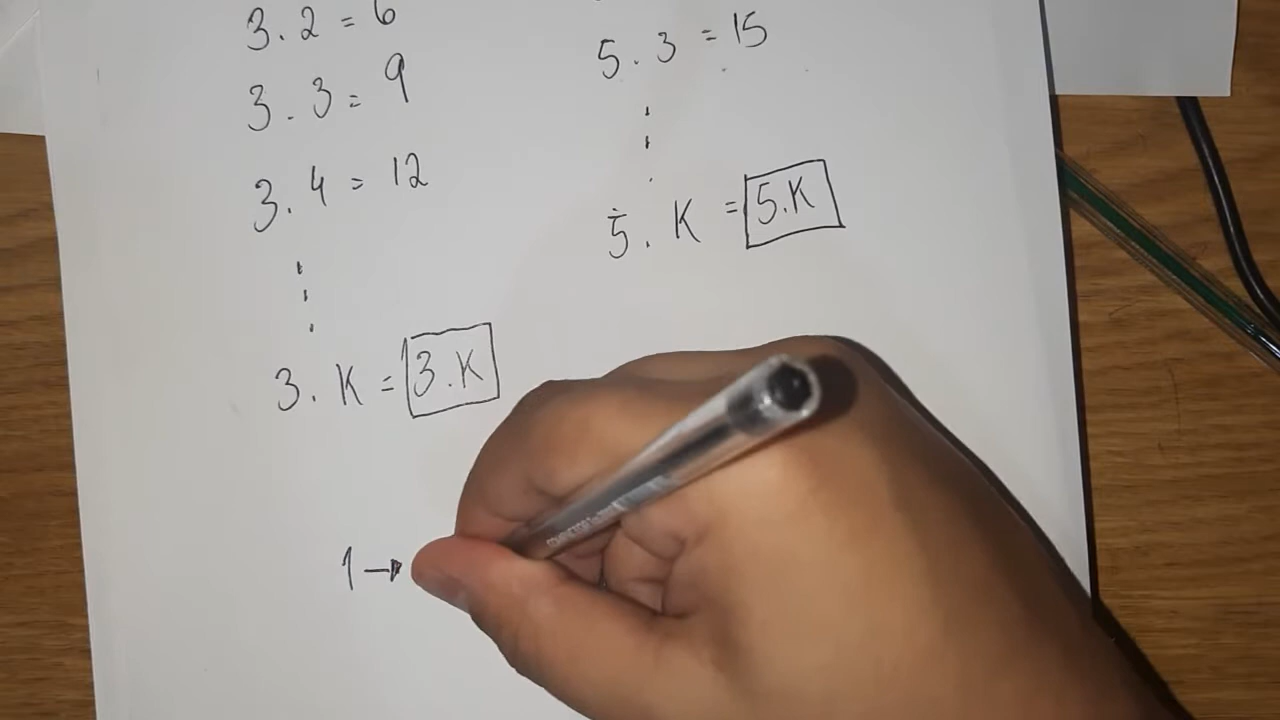 3 . 2 = 6
3 . 3 = 9
3 . 4 = 12
3 . K = 3.K
5 . 3 = 15
5 . K = 5.K
1 →